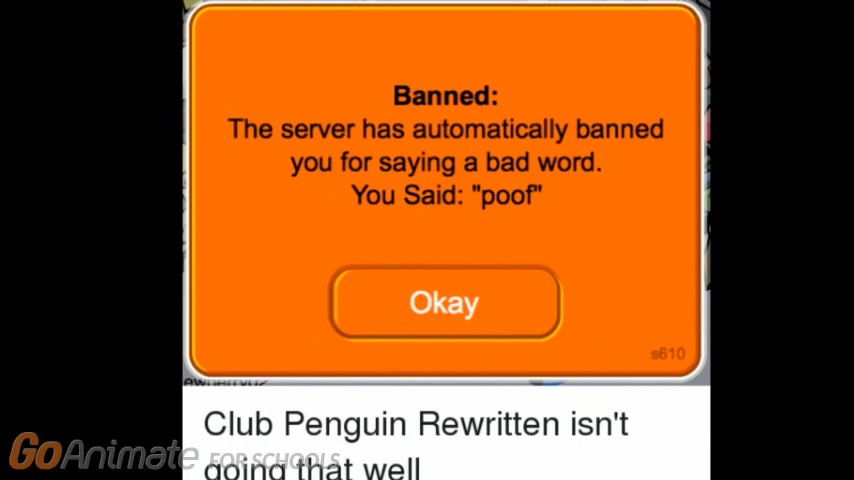 Banned:
The server has automatically banned
you for saying a bad word.
You Said: "poof"
Okay
s610
Club Penguin Rewritten isn't
going that well
GoAnimate FOR SCHOOLS